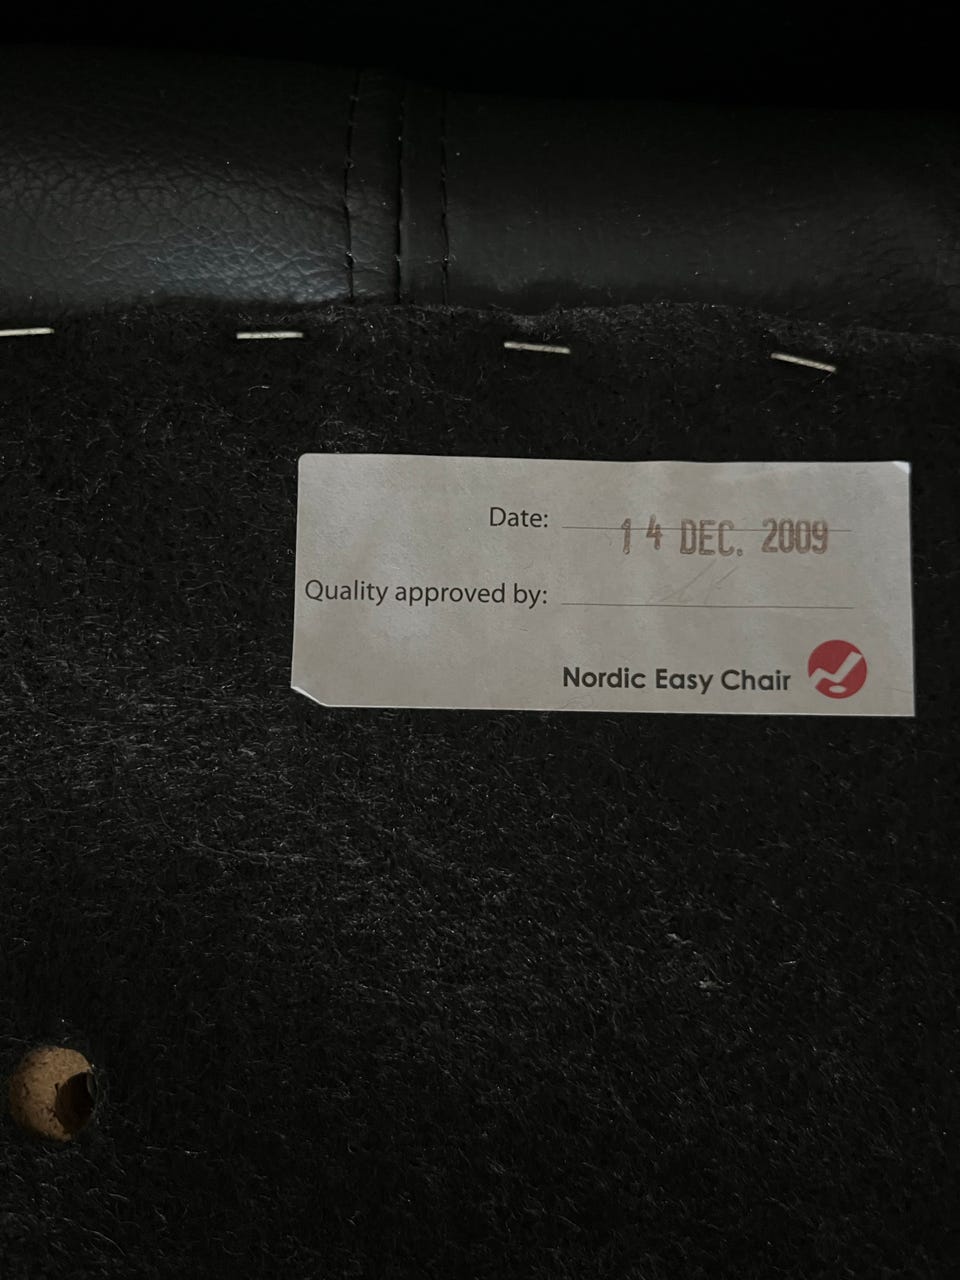 Date: 14 DEC. 2009
Quality approved by:
Nordic Easy Chair